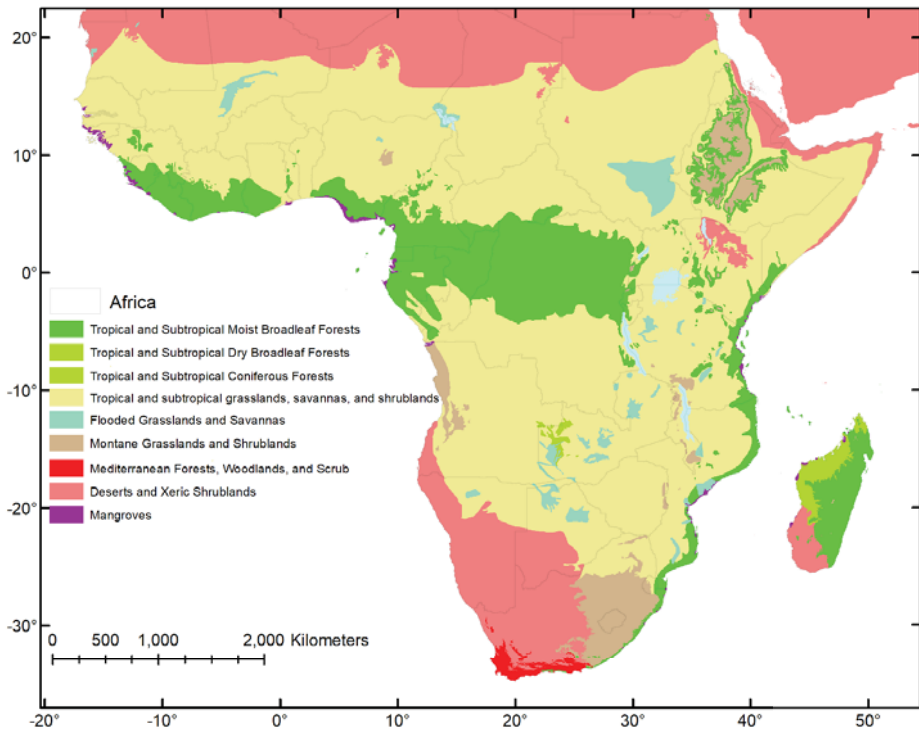 20°
10°
0°
-10°
-20°
-30°
Africa
Tropical and Subtropical Moist Broadleaf Forests
Tropical and Subtropical Dry Broadleaf Forests
Tropical and Subtropical Coniferous Forests
Tropical and subtropical grasslands, savannas, and shrublands
Flooded Grasslands and Savannas
Montane Grasslands and Shrublands
Mediterranean Forests, Woodlands, and Scrub
Deserts and Xeric Shrublands
Mangroves
0 500 1,000 2,000 Kilometers
-20° -10° 0° 10° 20° 30° 40° 50°